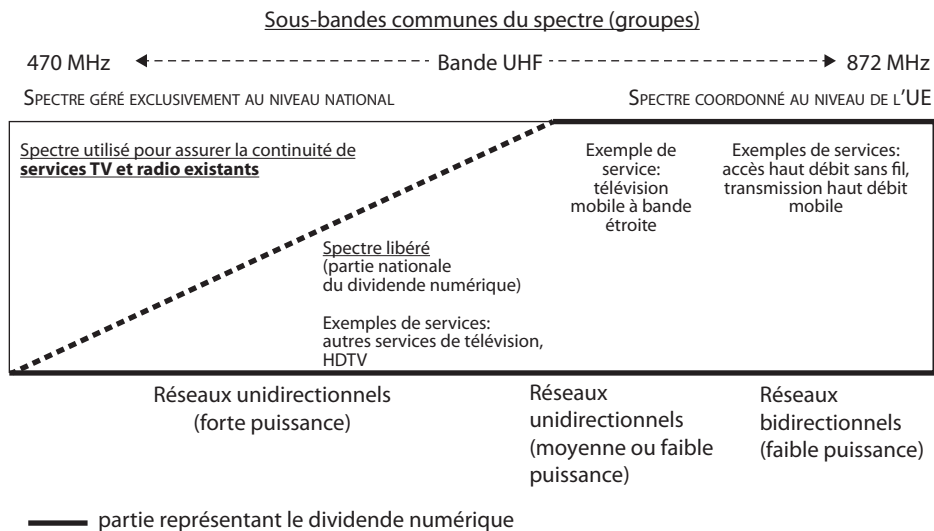 Sous-bandes communes du spectre (groupes)
470 MHz Bande UHF 872 MHz
SPECTRE GÉRÉ EXCLUSIVEMENT AU NIVEAU NATIONAL
SPECTRE COORDONNÉ AU NIVEAU DE L'UE
Spectre utilisé pour assurer la continuité de
services TV et radio existants
Spectre libéré
(partie nationale
du dividende numérique)
Exemples de services:
autres services de télévision,
HDTV
Exemple de
service:
télévision
mobile à bande
étroite
Exemples de services:
accès haut débit sans fil,
transmission haut débit
mobile
Réseaux unidirectionnels
(forte puissance)
Réseaux
unidirectionnels
(moyenne ou faible
puissance)
Réseaux
bidirectionnels
(faible puissance)
partie représentant le dividende numérique